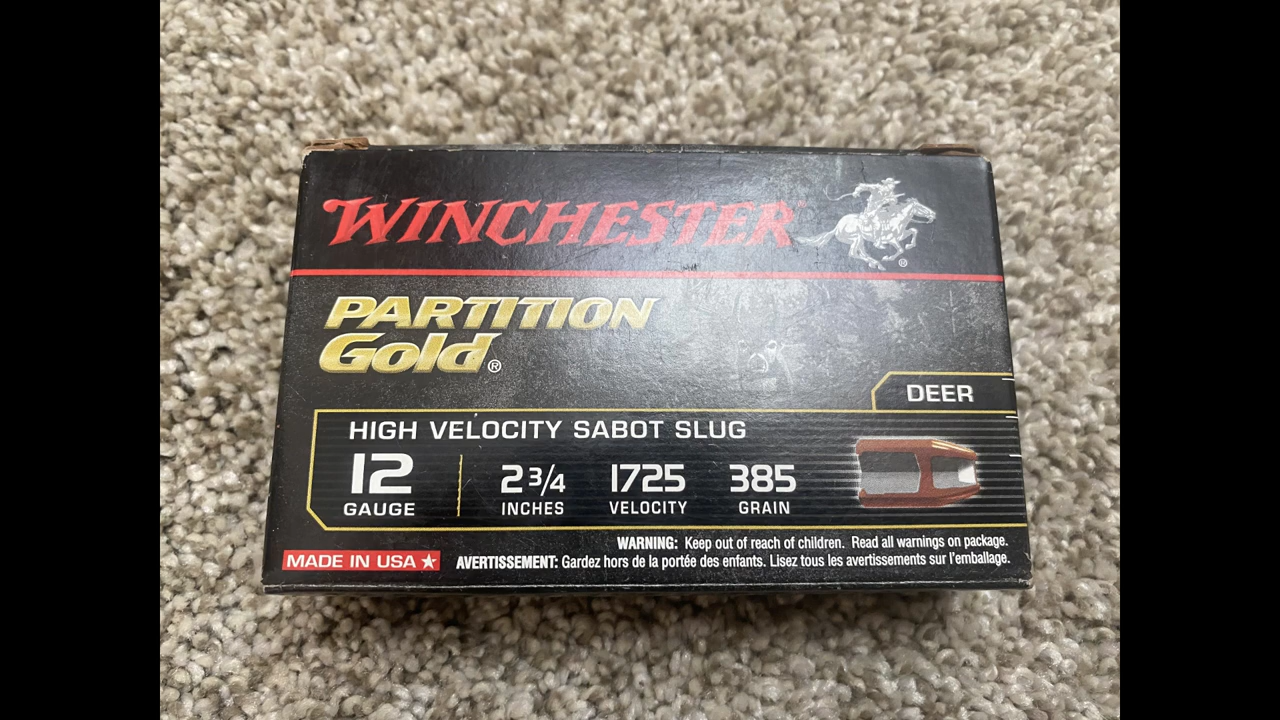 WINCHESTER
PARTITION
Gold®
DEER
HIGH VELOCITY SABOT SLUG
12 2 3/4 1725 385
GAUGE INCHES VELOCITY GRAIN
WARNING: Keep out of reach of children. Read all warnings on package.
MADE IN USA ★ AVERTISSEMENT: Gardez hors de la portée des enfants. Lisez tous les avertissements sur l'emballage.